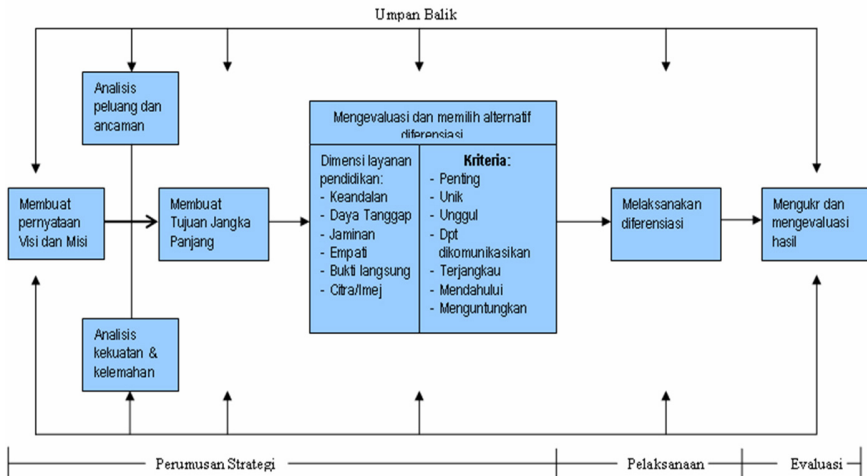 Umpan Balik
Analisis
peluang dan
ancaman
Membuat
pernyataan
Visi dan Misi
Membuat
Tujuan Jangka
Panjang
Analisis
kekuatan &
kelemahan
Mengevaluasi dan memilih alternatif
diferensiasi
Dimensi layanan
pendidikan:
- Keandalan
- Daya Tanggap
- Jaminan
- Empati
- Bukti langsung
- Citra/Imej
Kriteria:
- Penting
- Unik
- Unggul
- Dpt
dikomunikasikan
- Terjangkau
- Mendahului
- Menguntungkan
Melaksanakan
diferensiasi
Mengukr dan
mengevaluasi
hasil
Perumusan Strategi
Pelaksanaan
Evaluasi